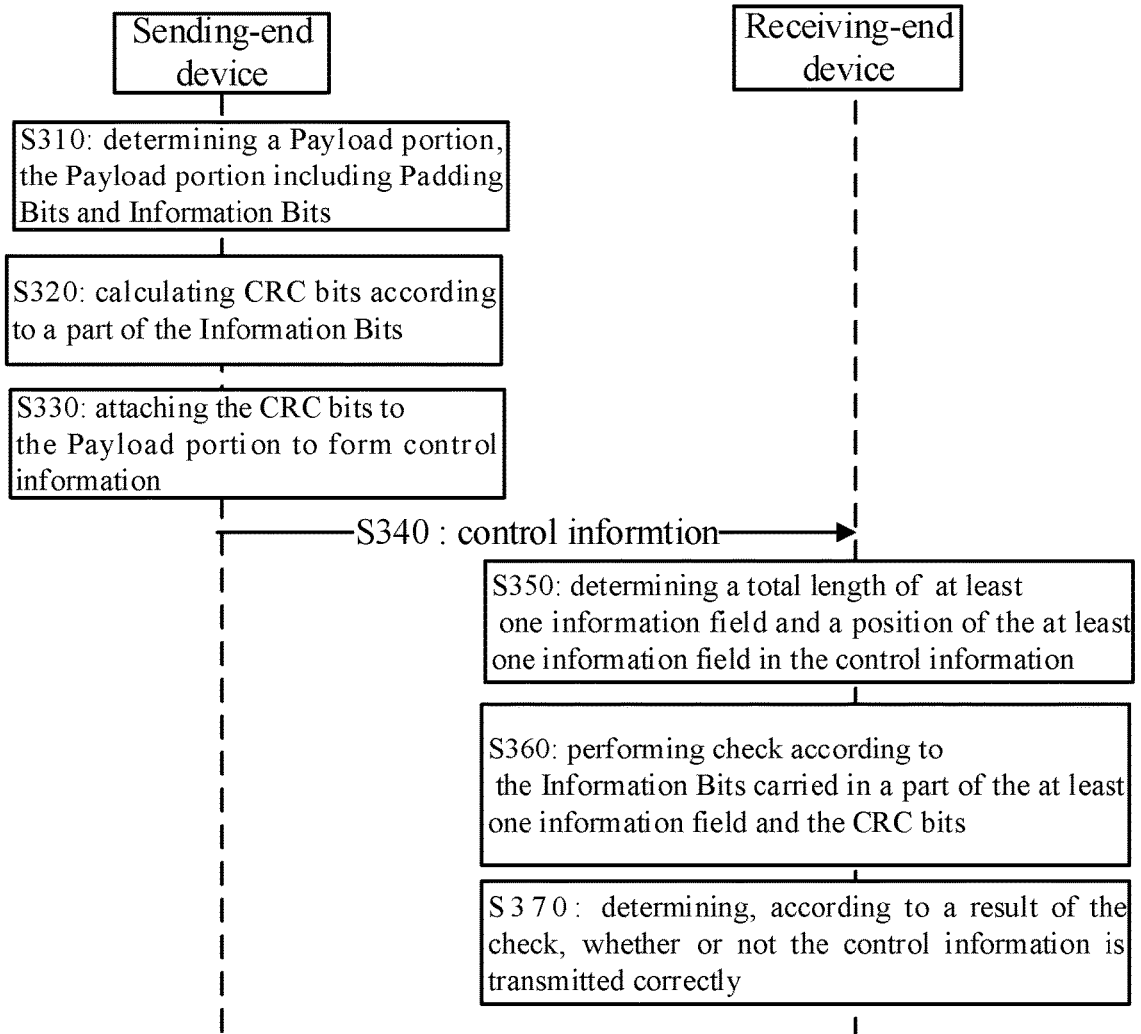 Sending-end
device
Receiving-end
device
S310: determining a Payload portion,
the Payload portion including Padding
Bits and Information Bits
S320: calculating CRC bits according
to a part of the Information Bits
S330: attaching the CRC bits to
the Payload portion to form control
information
S340 : control informtion
S350: determining a total length of at least
one information field and a position of the at least
one information field in the control information
S360: performing check according to
the Information Bits carried in a part of the at least
one information field and the CRC bits
S370: determining, according to a result of the
check, whether or not the control information is
transmitted correctly